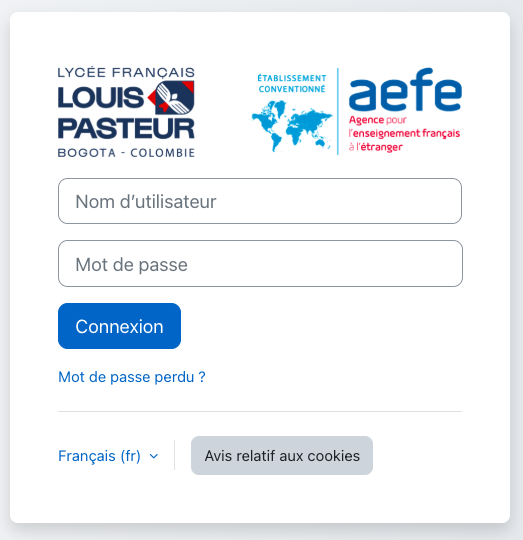 LYCÉE FRANÇAIS
LOUIS
PASTEUR
BOGOTA - COLOMBIE
ÉTABLISSEMENT
CONVENTIONNÉ
aefe
Agence pour
l'enseignement français
à l'étranger
Nom d’utilisateur
Mot de passe
Connexion
Mot de passe perdu ?
Français (fr)
Avis relatif aux cookies